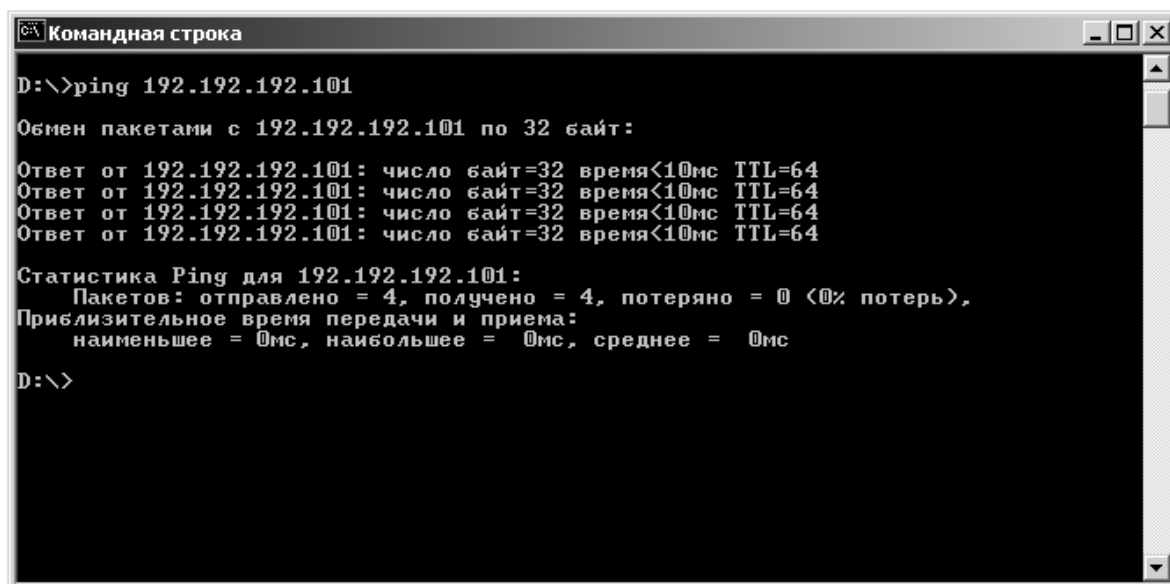 Командная строка
D:\>ping 192.192.192.101
Обмен пакетами с 192.192.192.101 по 32 байт:
Ответ от 192.192.192.101: число байт=32 время<10мс TTL=64
Ответ от 192.192.192.101: число байт=32 время<10мс TTL=64
Ответ от 192.192.192.101: число байт=32 время<10мс TTL=64
Ответ от 192.192.192.101: число байт=32 время<10мс TTL=64
Статистика Ping для 192.192.192.101:
Пакетов: отправлено = 4, получено = 4, потеряно = 0 (0% потерь),
Приблизительное время передачи и приема:
наименьшее = 0мс, наибольшее =  0мс, среднее =  0мс
D:\>